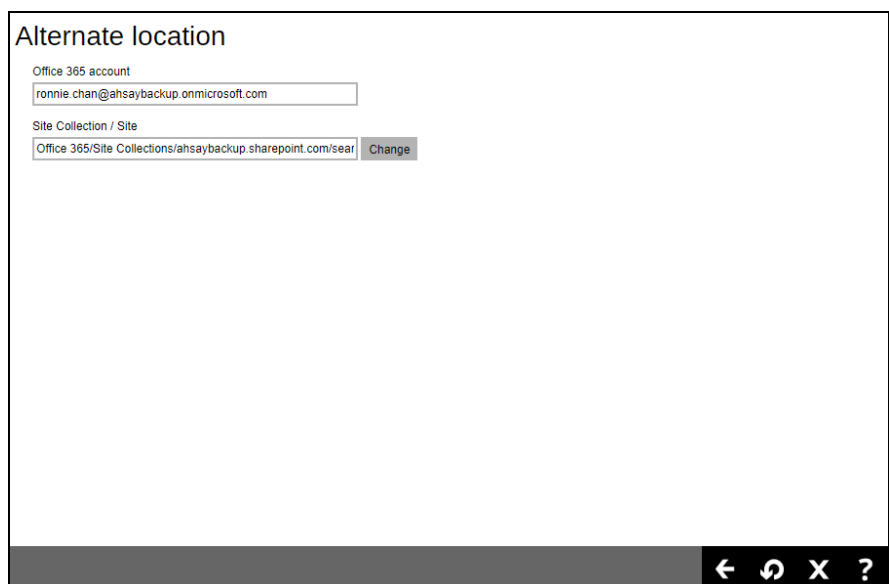 Alternate location
Office 365 account
ronnie.chan@ahsaybackup.onmicrosoft.com
Site Collection / Site
Office 365/Site Collections/ahsaybackup.sharepoint.com/sear
Change
X ?